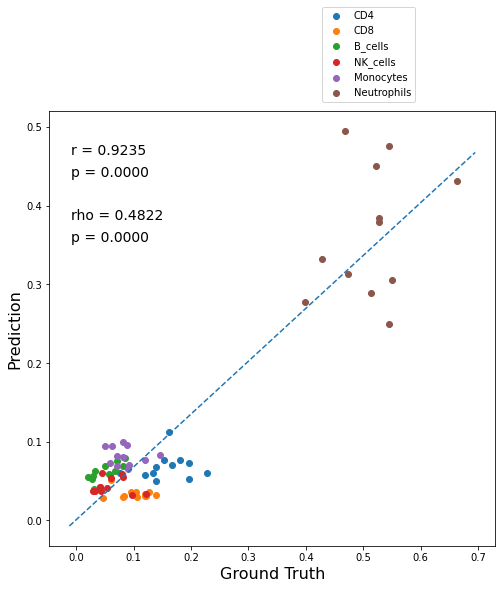 CD4
CD8
B_cells
NK_cells
Monocytes
Neutrophils
r = 0.9235
p = 0.0000
rho = 0.4822
p = 0.0000
Prediction
0.5
0.4
0.3
0.2
0.1
0.0
0.0 0.1 0.2 0.3 0.4 0.5 0.6 0.7
Ground Truth